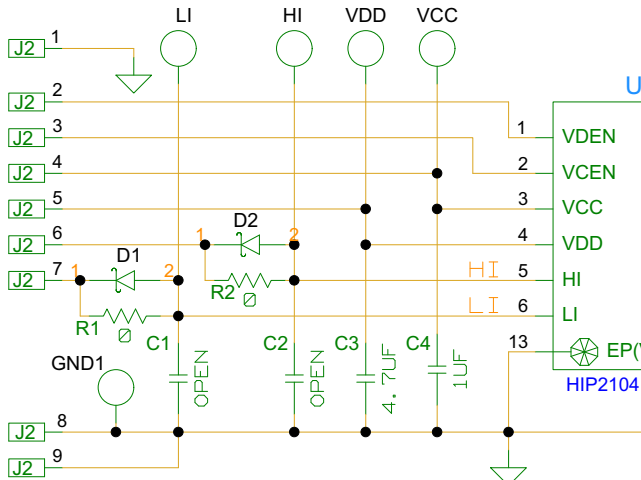 LI HI VDD VCC
J2 1
U
J2 2
J2 3 1 VDEN
J2 4 2 VCEN
J2 5 3 VCC
J2 6 1 D2 2 4 VDD
J2 7 1 D1 2 R2 0 HI 5 HI
R1 0 LI 6 LI
C1 OPEN C2 OPEN C3 4.7UF C4 1UF 13 EP(V
GND1 HIP2104
J2 8
J2 9